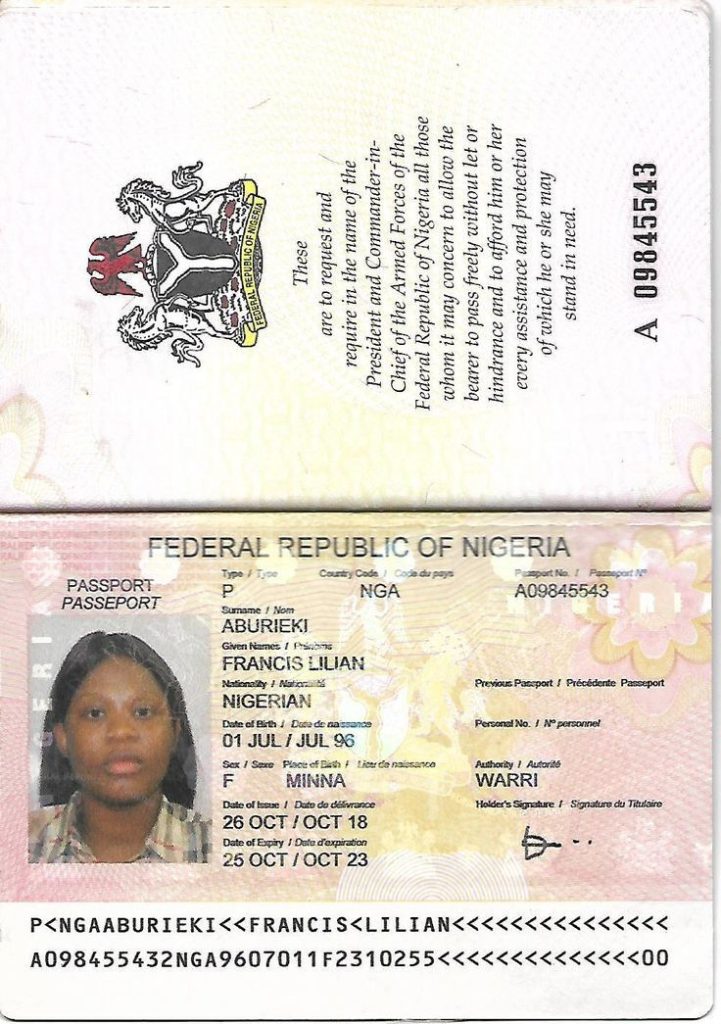 FEDERAL REPUBLIC OF NIGERIA
These
are to request and
require in the name of the
President and Commander-in-
Chief of the Armed Forces of the
Federal Republic of Nigeria all those
whom it may concern to allow the
bearer to pass freely without let or
hindrance and to afford him or her
every assistance and protection
of which he or she may
stand in need.
A 09845543
FEDERAL REPUBLIC OF NIGERIA
PASSPORT
PASSEPORT
Type / Type Country Code / Code du pays Passport No. / Passeport Nº
P NGA A09845543
Surname / Nom
ABURIEKI
Given Names / Prénoms
FRANCIS LILIAN
Nationality / Nationalité Previous Passport / Précédente Passeport
NIGERIAN
Date of Birth / Date de naissance Personal No. / Nº personnel
01 JUL / JUL 96
Sex / Sexe Place of Birth / Lieu de naissance Authority / Autorité
F MINNA WARRI
Date of Issue / Date de délivrance Holder's Signature / Signature du Titulaire
26 OCT / OCT 18
Date of Expiry / Date d'expiration
25 OCT / OCT 23
P<NGAABURIEKI<<FRANCIS<LILIAN<<<<<<<<<<<<<<<
A098455432NGA9607011F2310255<<<<<<<<<<<<<<00